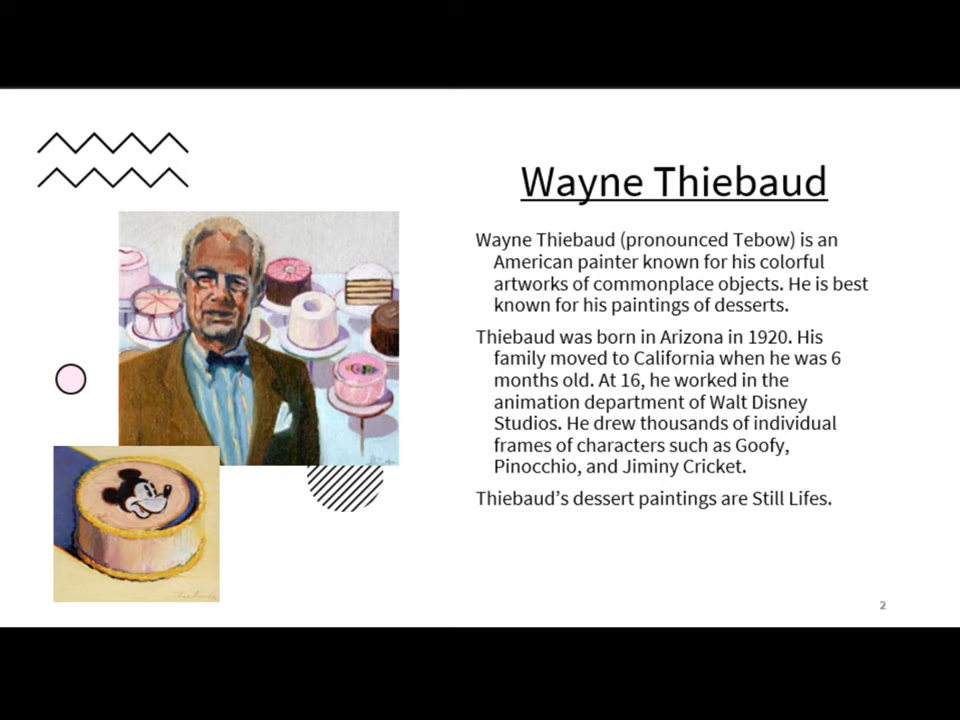 Wayne Thiebaud
Wayne Thiebaud (pronounced Tebow) is an
American painter known for his colorful
artworks of commonplace objects. He is best
known for his paintings of desserts.
Thiebaud was born in Arizona in 1920. His
family moved to California when he was 6
months old. At 16, he worked in the
animation department of Walt Disney
Studios. He drew thousands of individual
frames of characters such as Goofy,
Pinocchio, and Jiminy Cricket.
Thiebaud’s dessert paintings are Still Lifes.
2